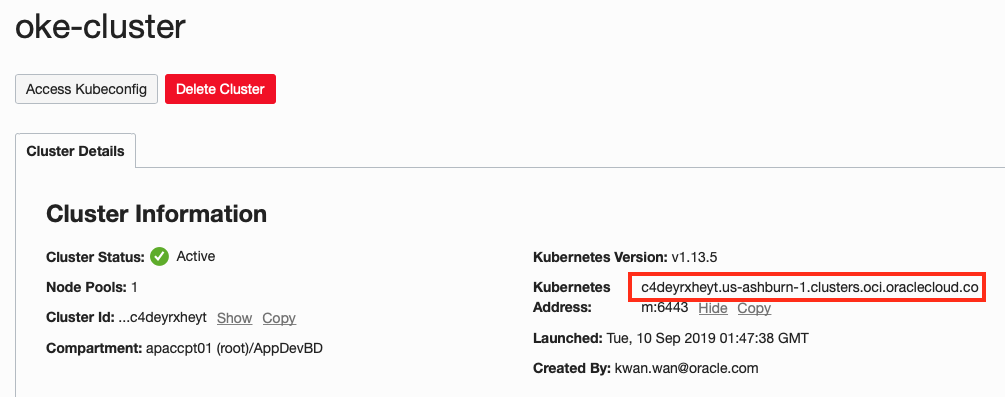 oke-cluster
Access Kubeconfig
Delete Cluster
Cluster Details
Cluster Information
Cluster Status: Active
Node Pools: 1
Cluster Id: ...c4deyrxheyt Show Copy
Compartment: apaccpt01 (root)/AppDevBD
Kubernetes Version: v1.13.5
Kubernetes c4deyrxheyt.us-ashburn-1.clusters.oci.oraclecloud.co
Address: m:6443 Hide Copy
Launched: Tue, 10 Sep 2019 01:47:38 GMT
Created By: kwan.wan@oracle.com